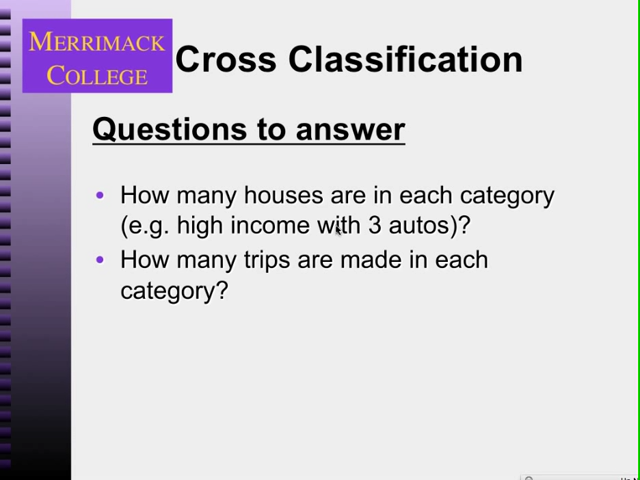 MERRIMACK
COLLEGE
Cross Classification
Questions to answer
• How many houses are in each category
(e.g. high income with 3 autos)?
• How many trips are made in each
category?